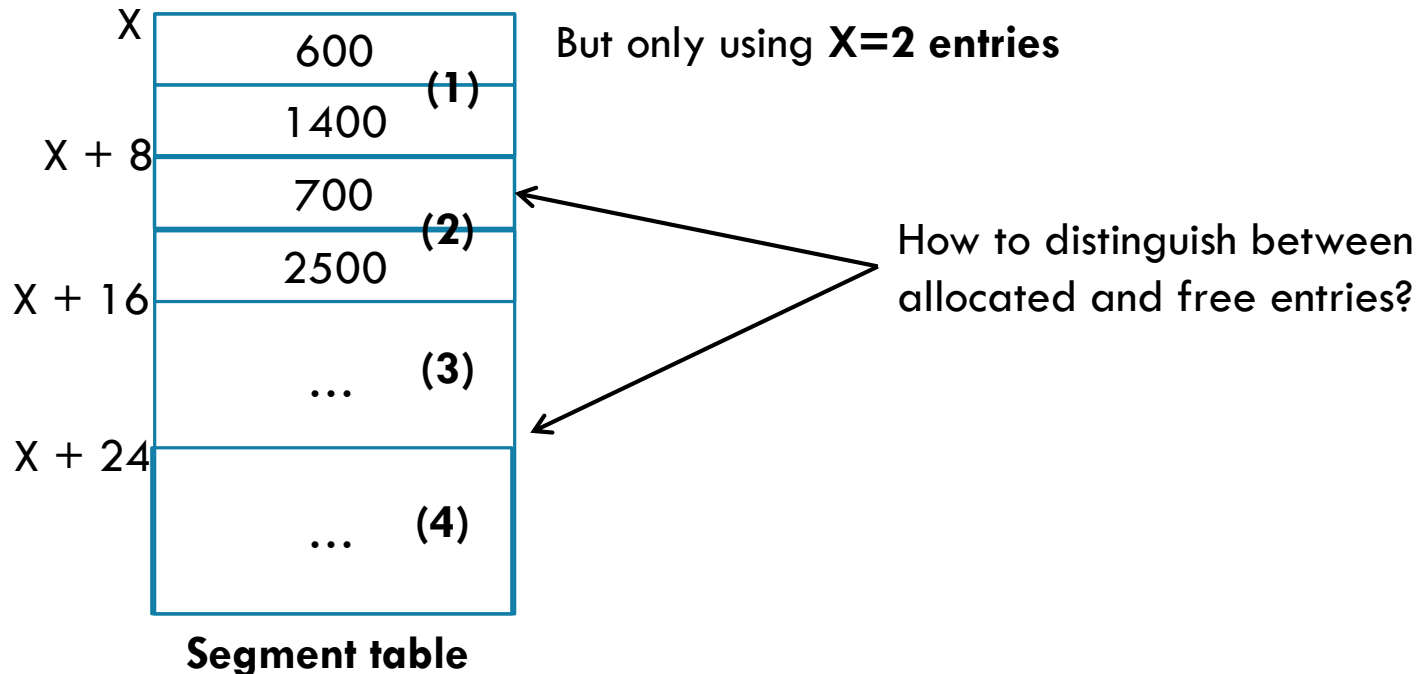 X
600
But only using X=2 entries
(1)
1400
X + 8
700
(2)
2500
How to distinguish between
allocated and free entries?
X + 16
... (3)
X + 24
... (4)
Segment table